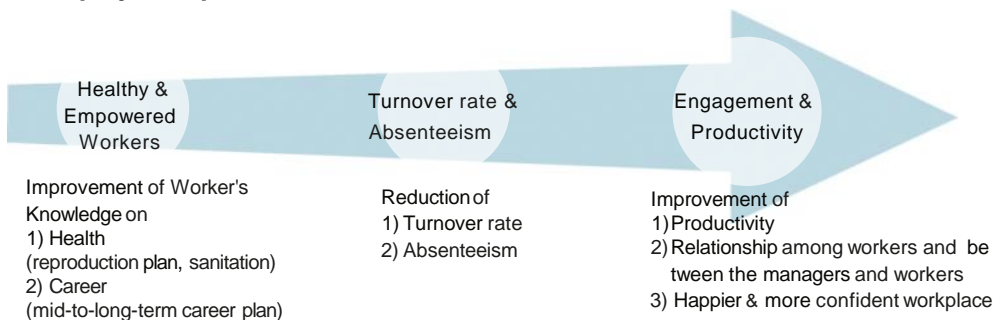 Healthy &
Empowered
Workers
Turnover rate &
Absenteeism
Engagement &
Productivity
Improvement of Worker's
Knowledge on
1) Health
(reproduction plan, sanitation)
2) Career
(mid-to-long-term career plan)
Reduction of
1) Turnover rate
2) Absenteeism
Improvement of
1) Productivity
2) Relationship among workers and be
tween the managers and workers
3) Happier & more confident workplace